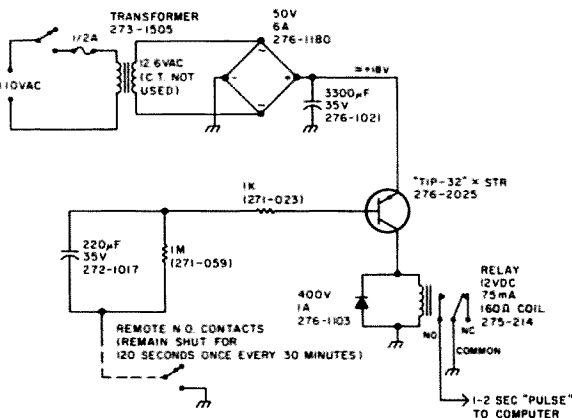 TRANSFORMER
273-1505
1/2A
110VAC
12.6VAC
(C.T. NOT
USED)
50V
6A
276-1180
~
-
+
~
≈+18V
3300µF
35V
276-1021
"TIP-32" × STR
276-2025
1K
(271-023)
220µF
35V
272-1017
1M
(271-059)
400V
1A
276-1103
RELAY
12VDC
75mA
160Ω COIL
275-214
NO
NC
COMMON
REMOTE N.O. CONTACTS
(REMAIN SHUT FOR
120 SECONDS ONCE EVERY 30 MINUTES)
1-2 SEC "PULSE"
TO COMPUTER